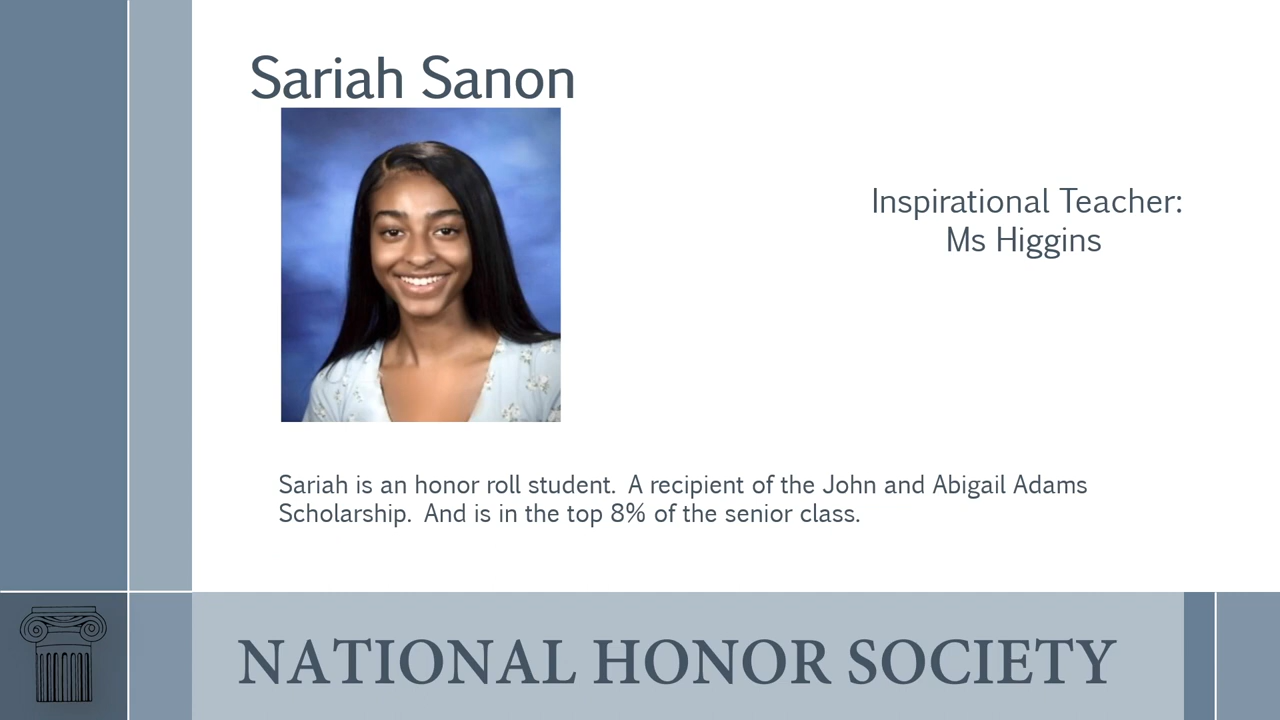 Sariah Sanon
Inspirational Teacher:
Ms Higgins
Sariah is an honor roll student.  A recipient of the John and Abigail Adams
Scholarship.  And is in the top 8% of the senior class.
NATIONAL HONOR SOCIETY